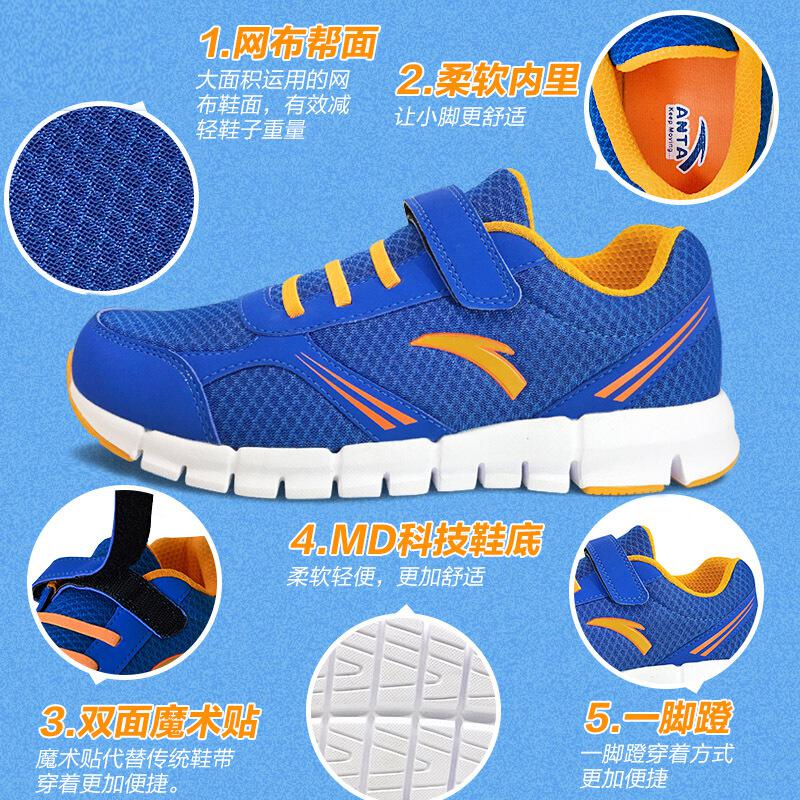 1.网布帮面
大面积运用的网
布鞋面，有效减
轻鞋子重量
2.柔软内里
让小脚更舒适
ANTA
Keep Moving...
3.双面魔术贴
魔术贴代替传统鞋带
穿着更加便捷。
4.MD科技鞋底
柔软轻便，更加舒适
5.一脚蹬
一脚蹬穿着方式
更加便捷